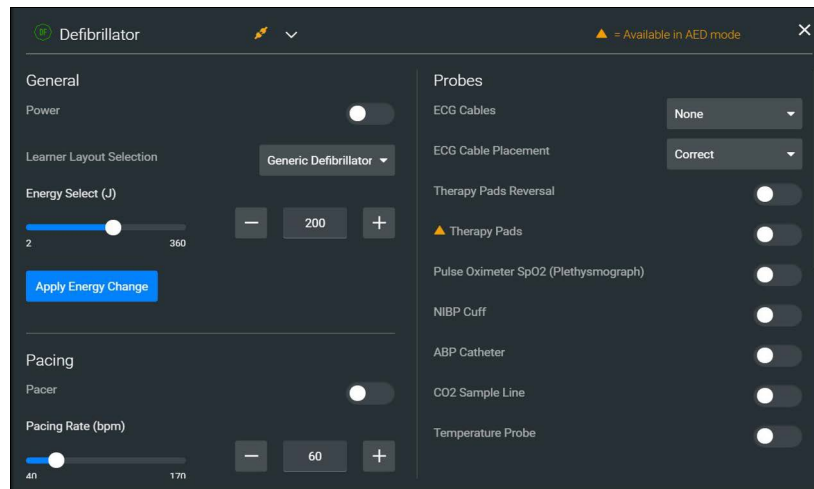 DF Defibrillator
= Available in AED mode
General
Power
Learner Layout Selection
Generic Defibrillator
Energy Select (J)
200
2
360
Apply Energy Change
Pacing
Pacer
Pacing Rate (bpm)
60
40
170
Probes
ECG Cables
None
ECG Cable Placement
Correct
Therapy Pads Reversal
Therapy Pads
Pulse Oximeter SpO2 (Plethysmograph)
NIBP Cuff
ABP Catheter
CO2 Sample Line
Temperature Probe